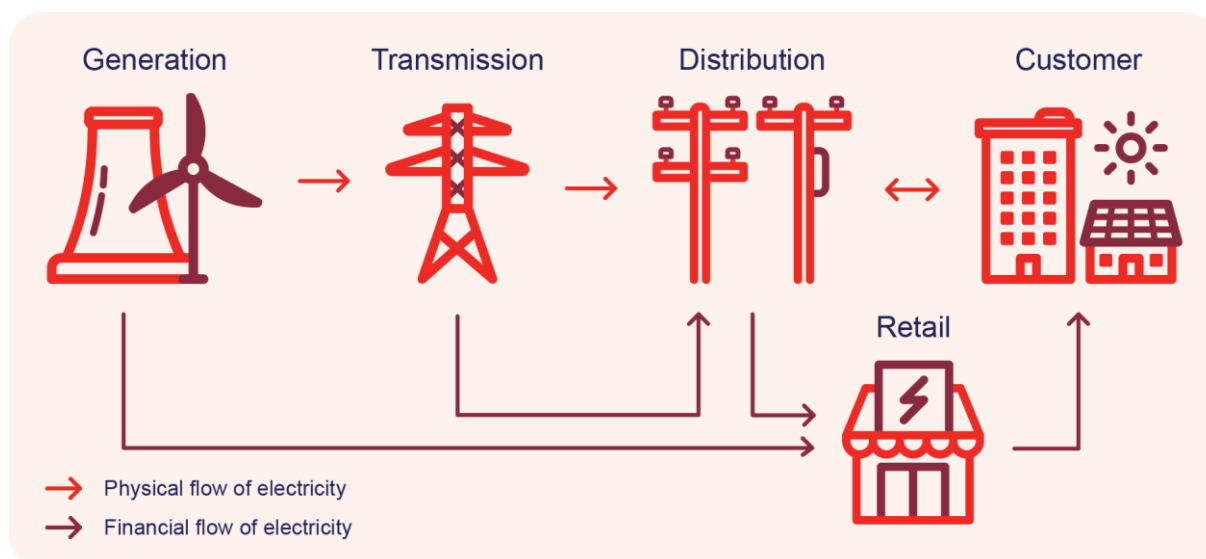 Generation
Transmission
Distribution
Customer
Retail
Physical flow of electricity
Financial flow of electricity